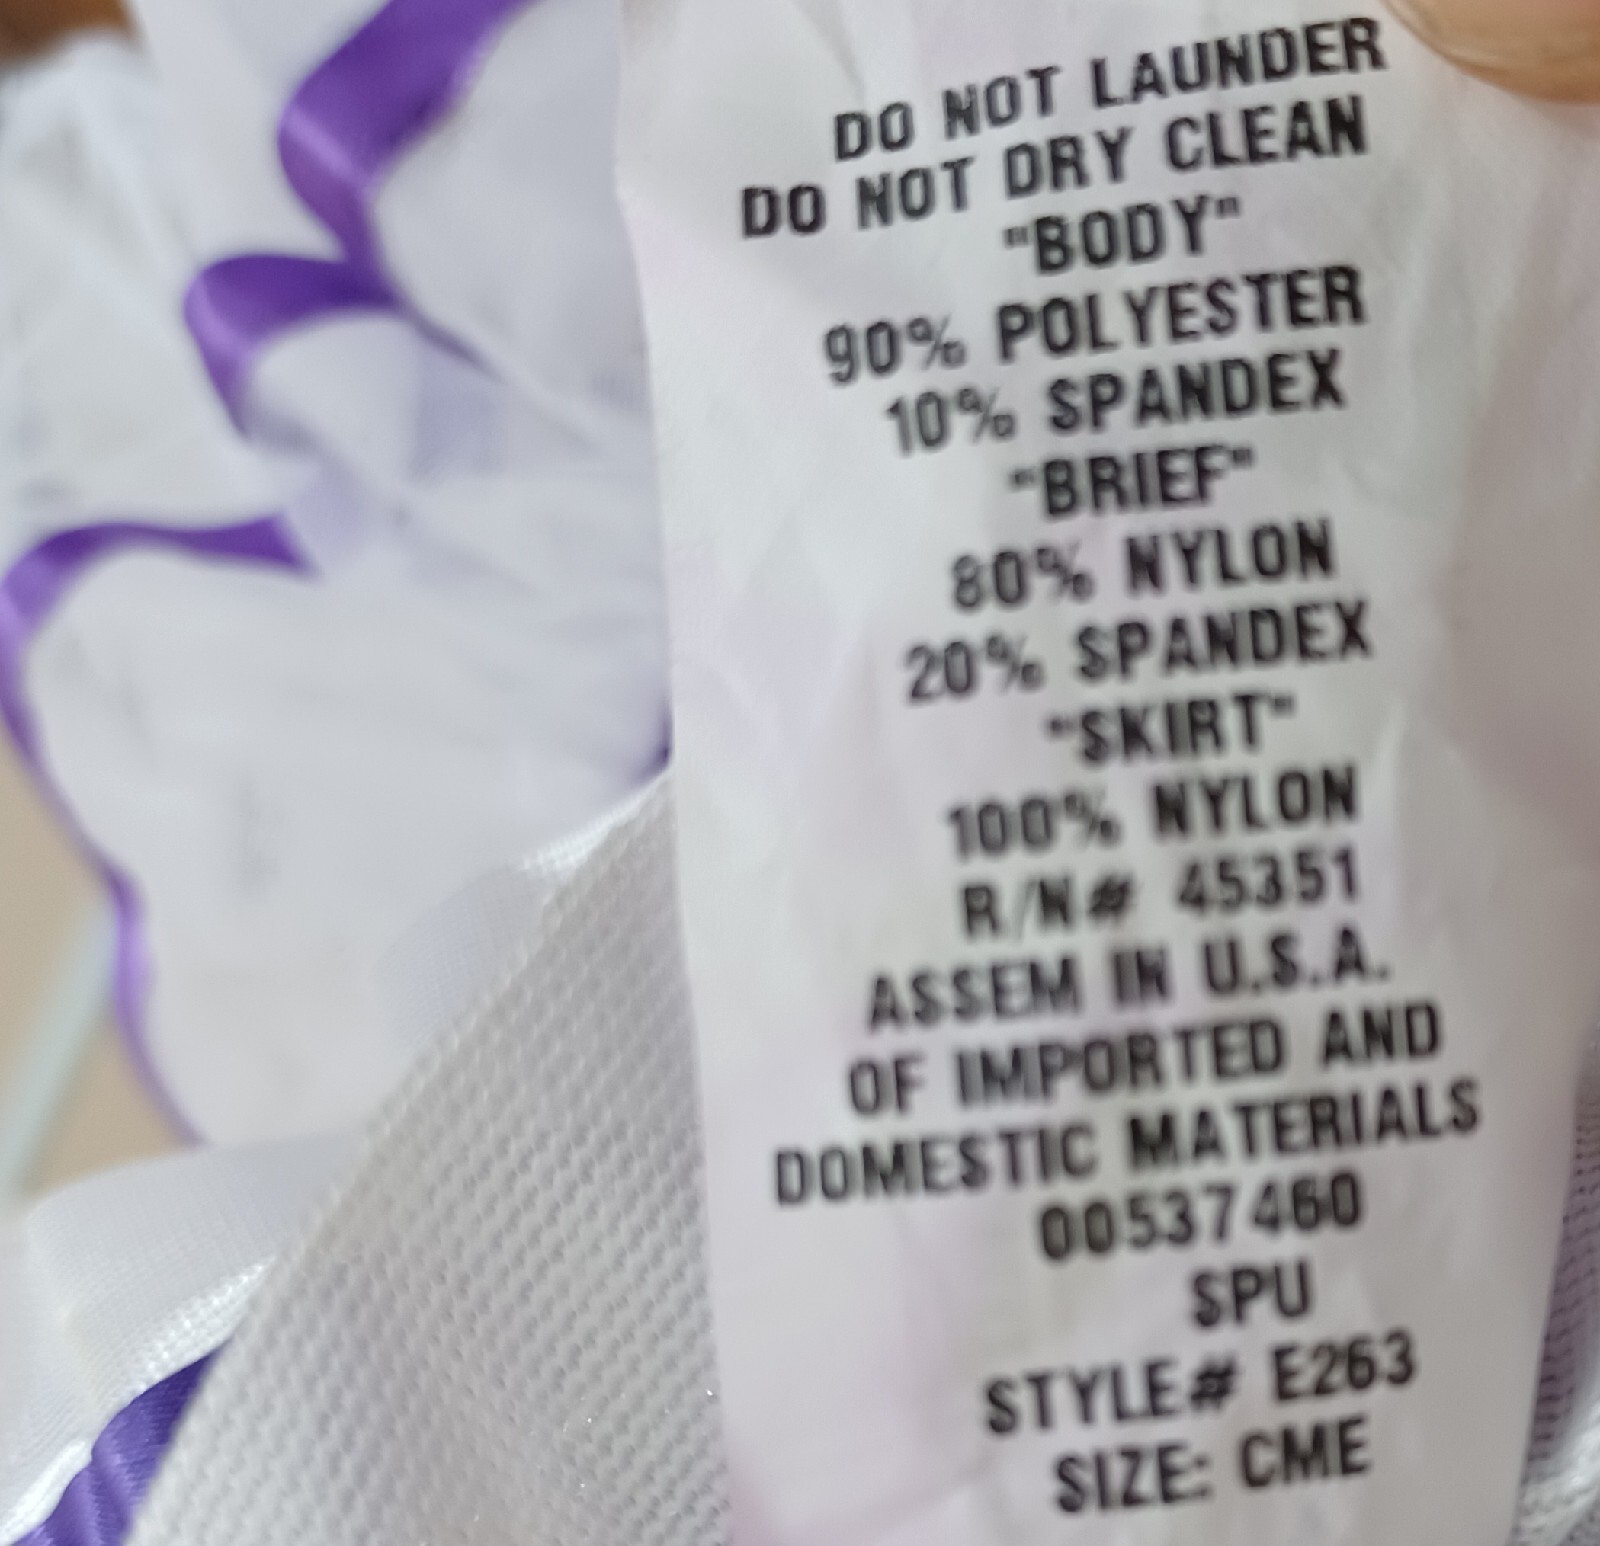 DO NOT LAUNDER
DO NOT DRY CLEAN
"BODY"
90% POLYESTER
10% SPANDEX
"BRIEF"
80% NYLON
20% SPANDEX
"SKIRT"
100% NYLON
R/N# 45351
ASSEM IN U.S.A.
OF IMPORTED AND
DOMESTIC MATERIALS
00537460
SPU
STYLE# E263
SIZE: CME